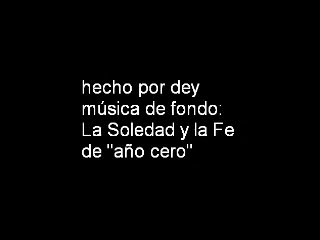 hecho por dey
música de fondo:
La Soledad y la Fe
de "año cero"